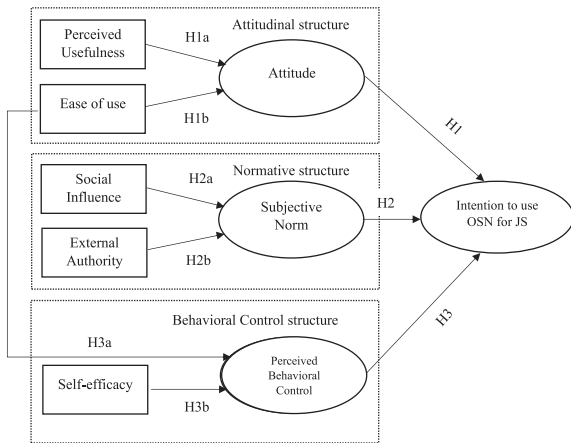 Attitudinal structure
Perceived
Usefulness
H1a
Attitude
Ease of use
H1b
H1
Normative structure
Social
Influence
H2a
Subjective
Norm
H2
External
Authority
H2b
Intention to use
OSN for JS
Behavioral Control structure
H3a
Self-efficacy
H3b
Perceived
Behavioral
Control
H3